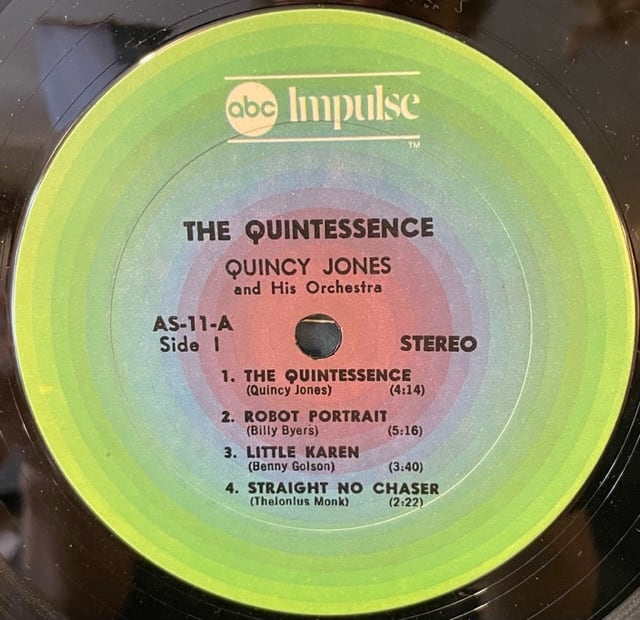 abc Impulse
TM
THE QUINTESSENCE
QUINCY JONES
and His Orchestra
AS-11-A
Side 1 STEREO
1. THE QUINTESSENCE
(Quincy Jones) (4:14)
2. ROBOT PORTRAIT
(Billy Byers) (5:16)
3. LITTLE KAREN
(Benny Golson) (3:40)
4. STRAIGHT NO CHASER
(Thelonius Monk) (2:22)